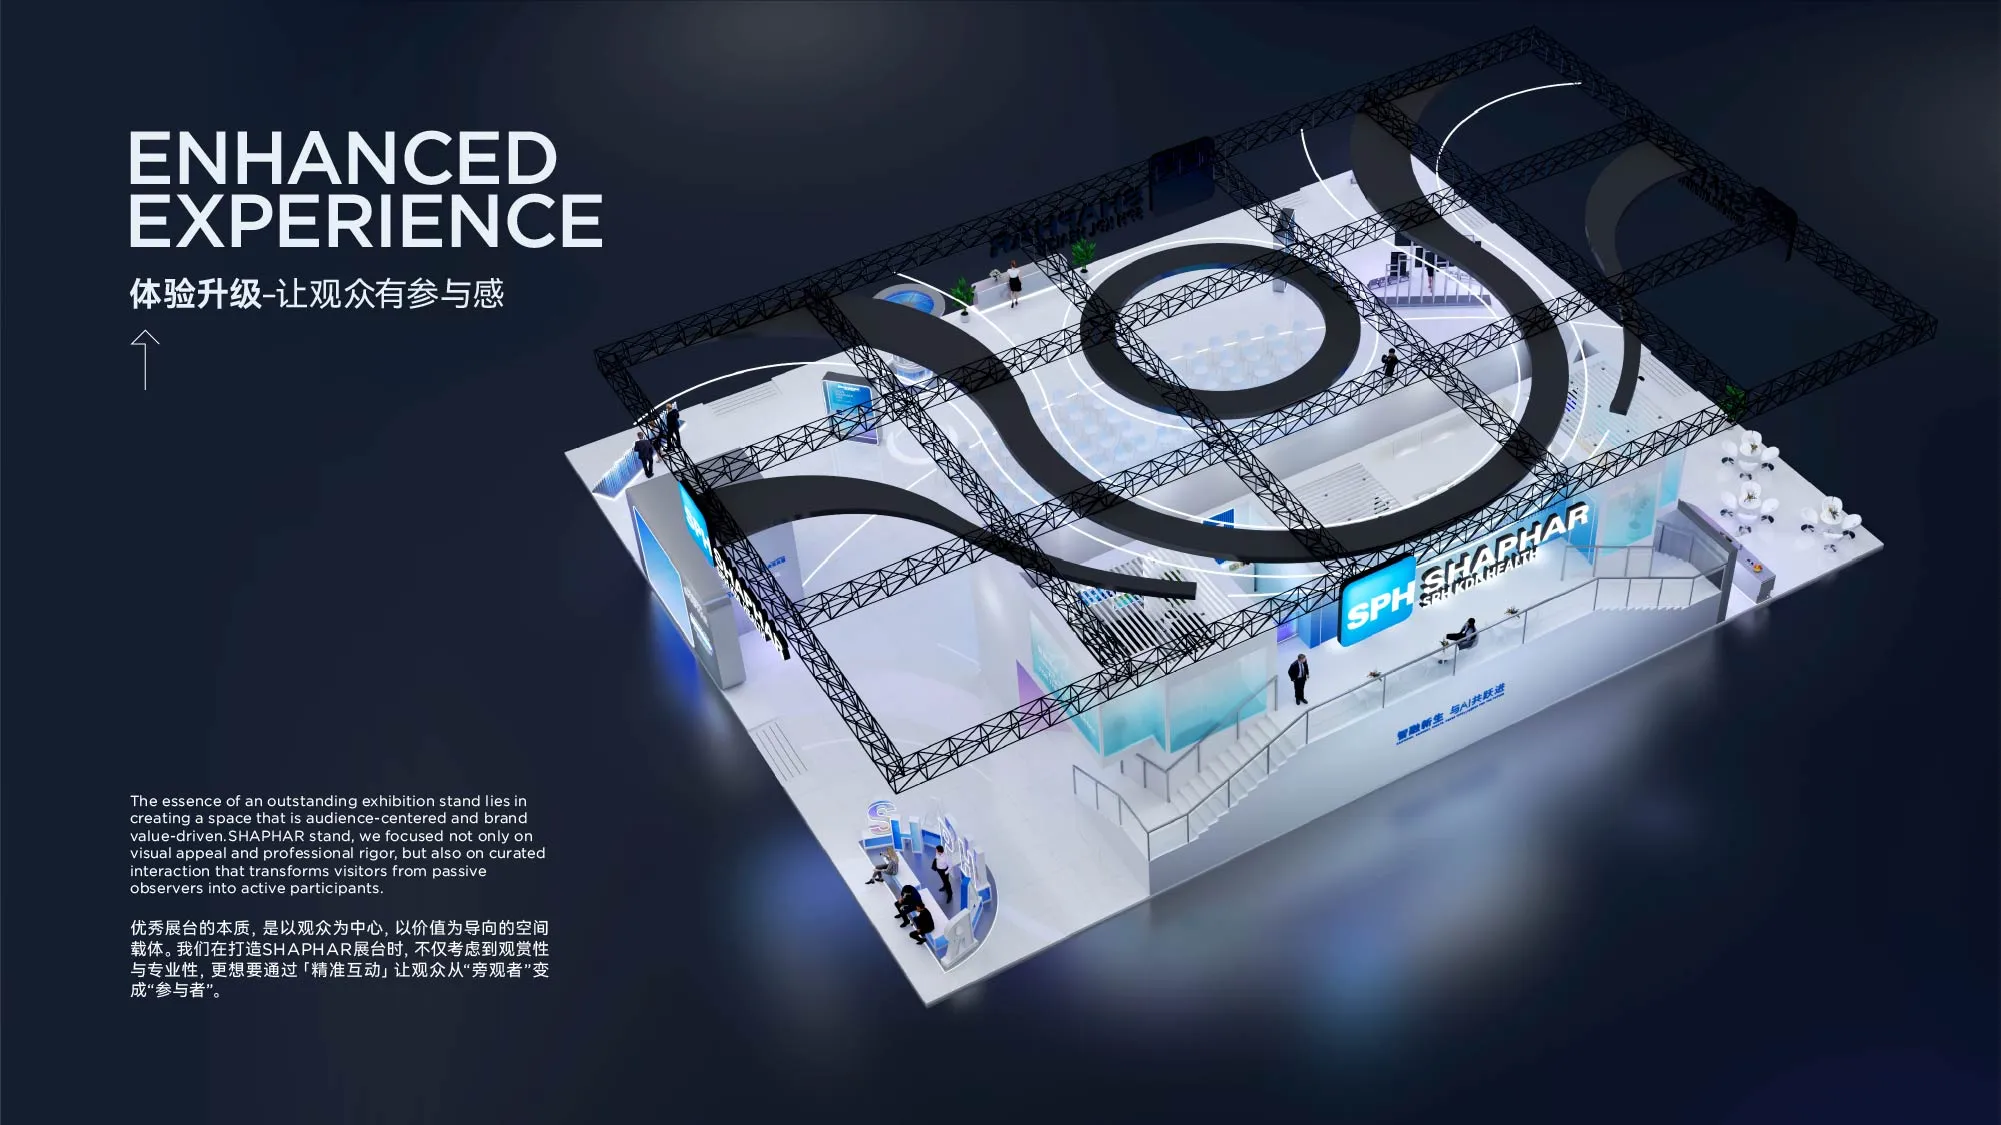 ENHANCED
EXPERIENCE
体验升级-让观众有参与感
The essence of an outstanding exhibition stand lies in
creating a space that is audience-centered and brand
value-driven.SHAPHAR stand, we focused not only on
visual appeal and professional rigor, but also on curated
interaction that transforms visitors from passive
observers into active participants.
优秀展台的本质，是以观众为中心，以价值为导向的空间
载体。我们在打造SHAPHAR展台时，不仅考虑到观赏性
与专业性，更想要通过「精准互动」让观众从“旁观者”变
成“参与者”。
SPH SHAPHAR
SPH SHAPHAR
SPH KDL HEALTH
智融新生 与AI共跃进